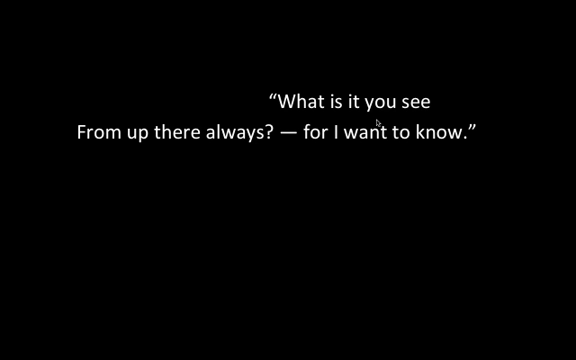 “What is it you see
From up there always? — for I want to know.”